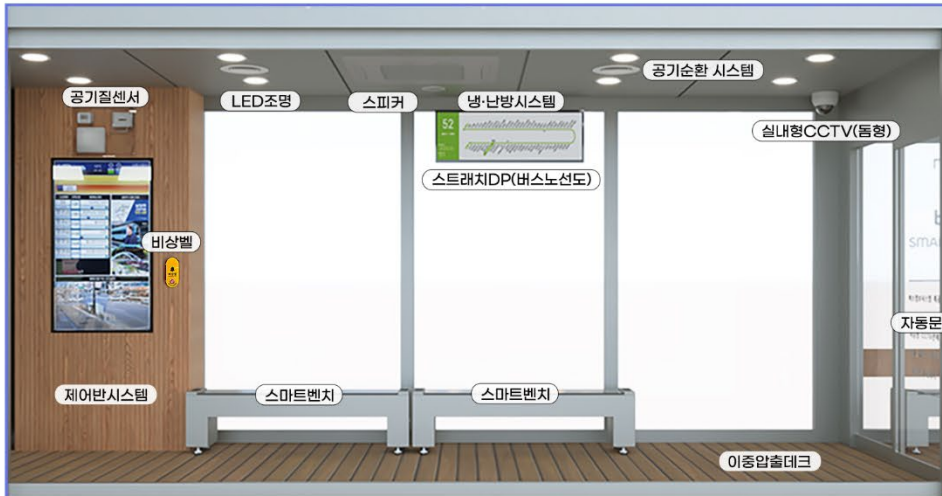 공기질센서
LED조명
스피커
냉·난방시스템
공기순환 시스템
실내형CCTV(돔형)
52
스트래치DP(버스노선도)
비상벨
SMA
자동문
제어반시스템
스마트벤치
스마트벤치
이중압출데크